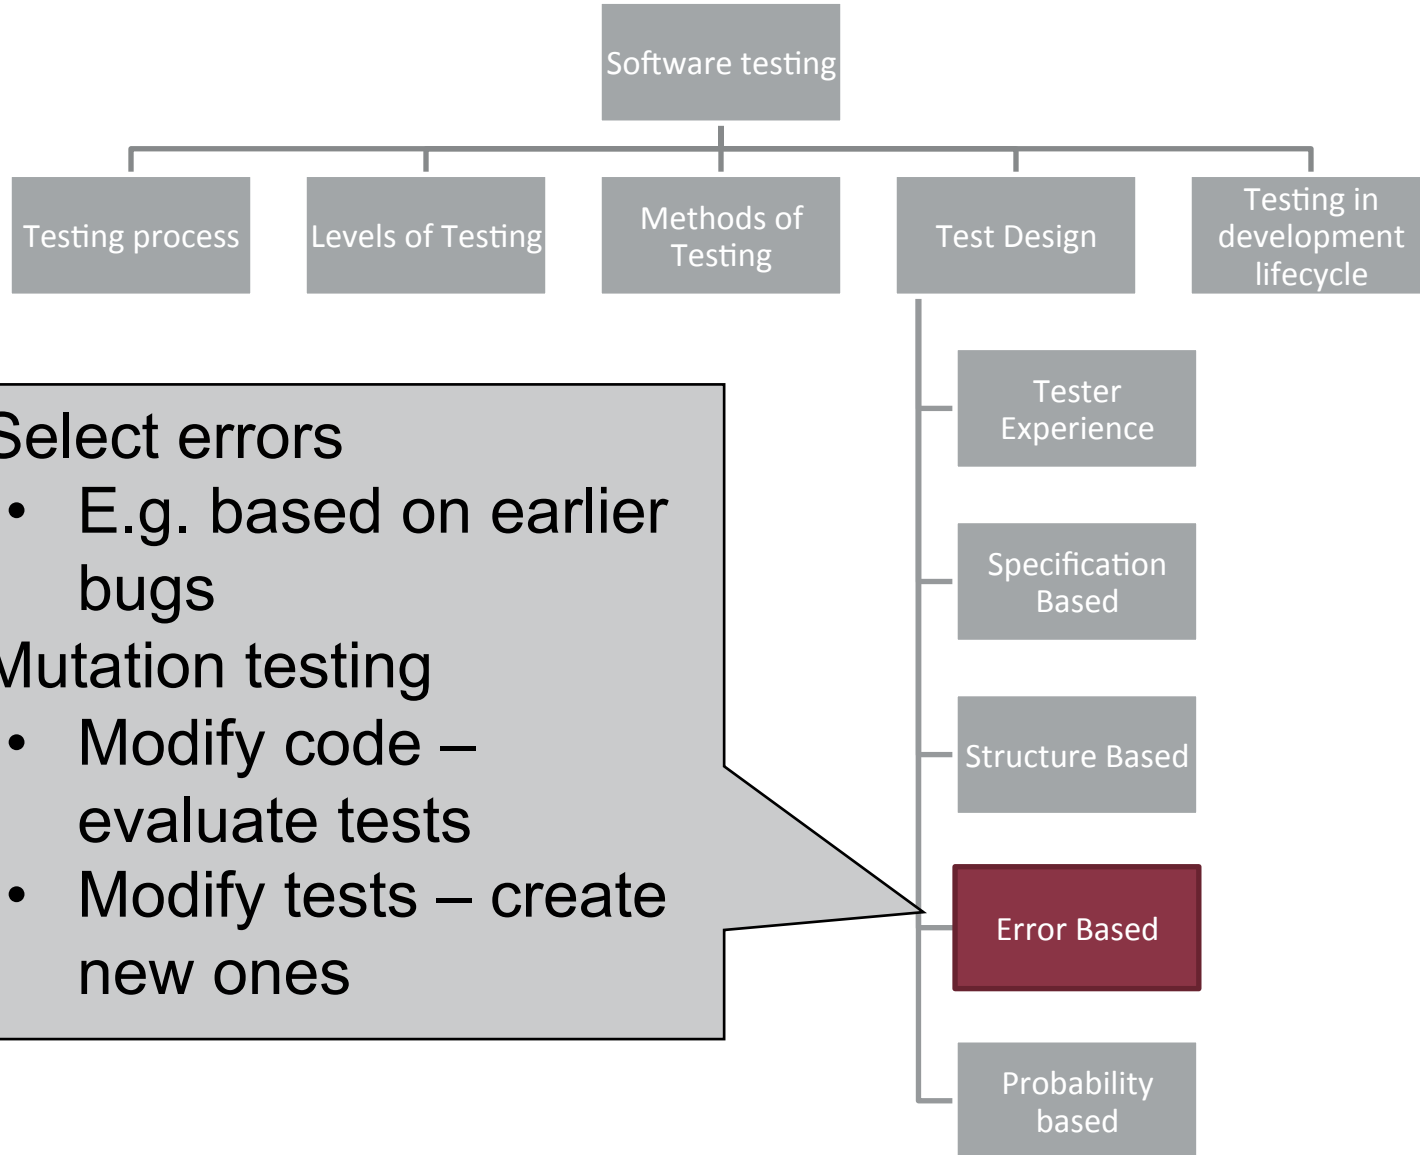 Software testing
Testing process
Levels of Testing
Methods of
Testing
Test Design
Testing in
development
lifecycle
Select errors
• E.g. based on earlier
bugs
Mutation testing
• Modify code –
evaluate tests
• Modify tests – create
new ones
Tester
Experience
Specification
Based
Structure Based
Error Based
Probability
based